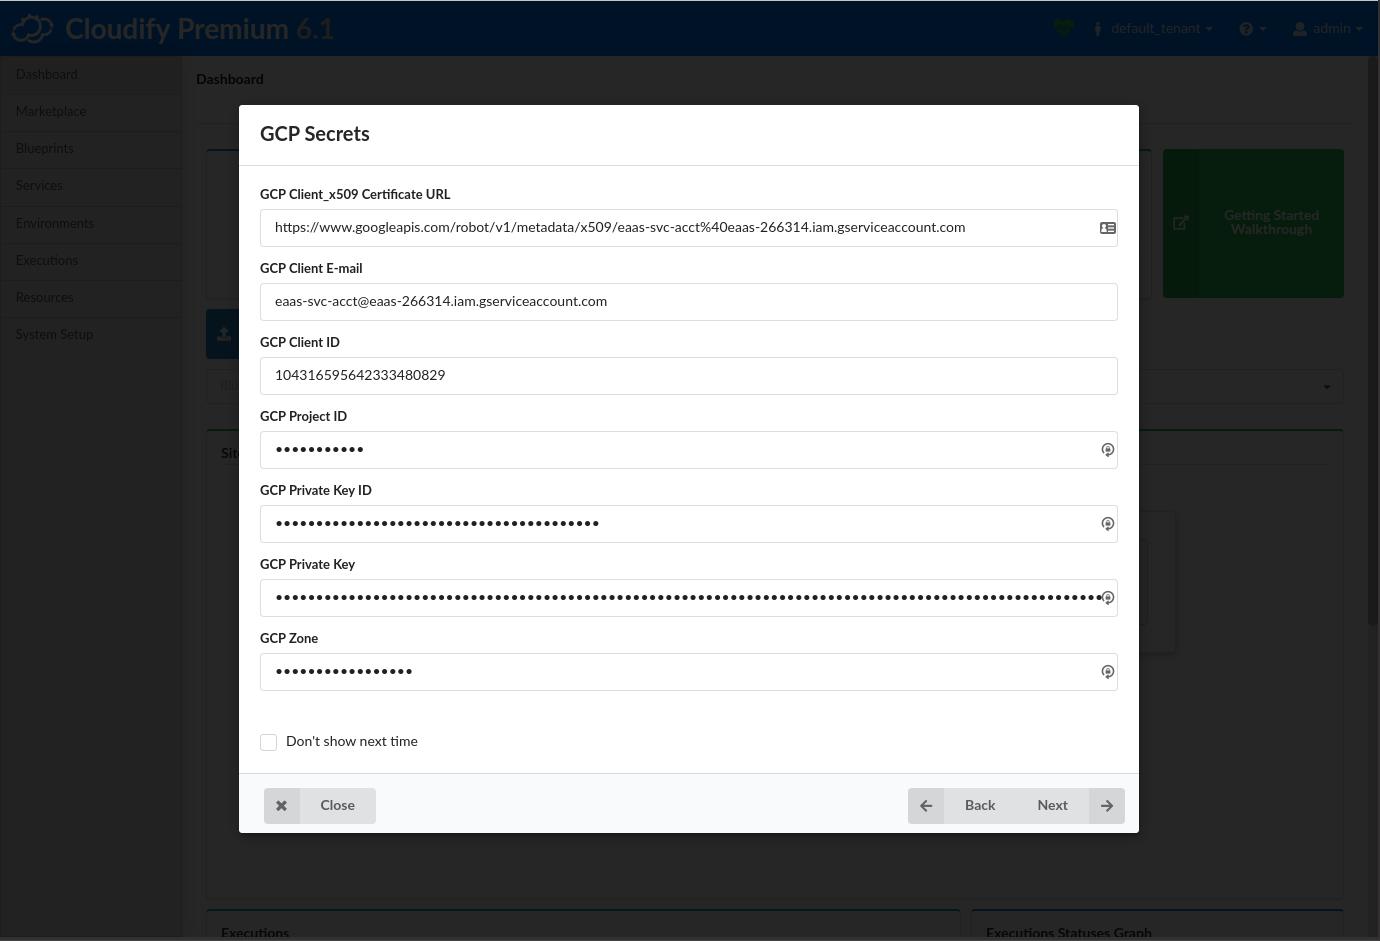 Cloudify Premium 6.1
default_tenant
admin
Dashboard
Marketplace
Blueprints
Services
Environments
Executions
Resources
System Setup
Dashboard
Getting Started
Walkthrough
GCP Secrets
GCP Client_x509 Certificate URL
https://www.googleapis.com/robot/v1/metadata/x509/eaas-svc-acct%40eaas-266314.iam.gserviceaccount.com
GCP Client E-mail
eaas-svc-acct@eaas-266314.iam.gserviceaccount.com
GCP Client ID
104316595642333480829
GCP Project ID
•••••••••••
GCP Private Key ID
••••••••••••••••••••••••••••••••••••••••
GCP Private Key
GCP Zone
•••••••••••••••••
Don't show next time
Close
Back
Next
Executions
Executions Statuses Graph